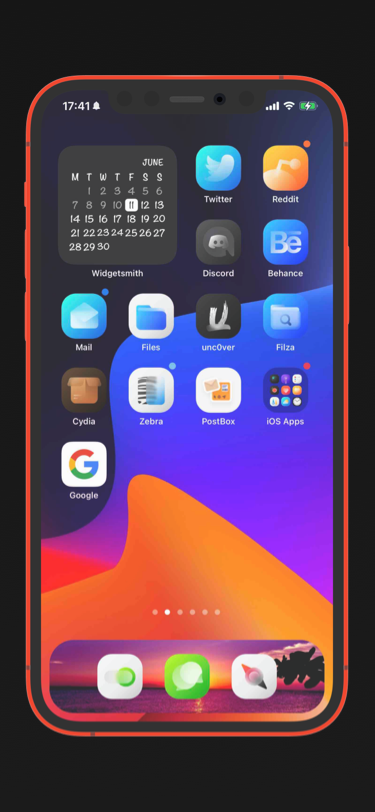 17:41
JUNE
M T W T F S S
1 2 3 4 5 6
7 8 9 10 11 12 13
14 15 16 17 18 19 20
21 22 23 24 25 26 27
28 29 30
Widgetsmith
Twitter
Reddit
Discord
Bē
Behance
Mail
Files
unc0ver
Filza
Cydia
Zebra
PostBox
iOS Apps
G
Google